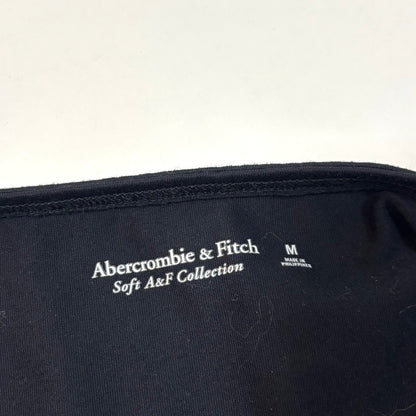 Abercrombie & Fitch
Soft A&F Collection
M
MADE IN
PHILIPPINES